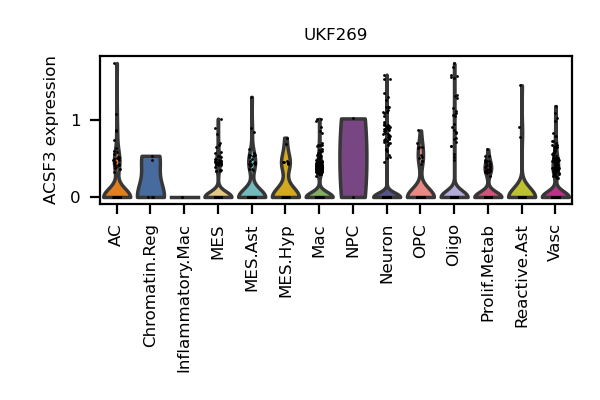 UKF269
ACSF3 expression
1
0
AC
Chromatin.Reg
Inflammatory.Mac
MES
MES.Ast
MES.Hyp
Mac
NPC
Neuron
OPC
Oligo
Prolif.Metab
Reactive.Ast
Vasc